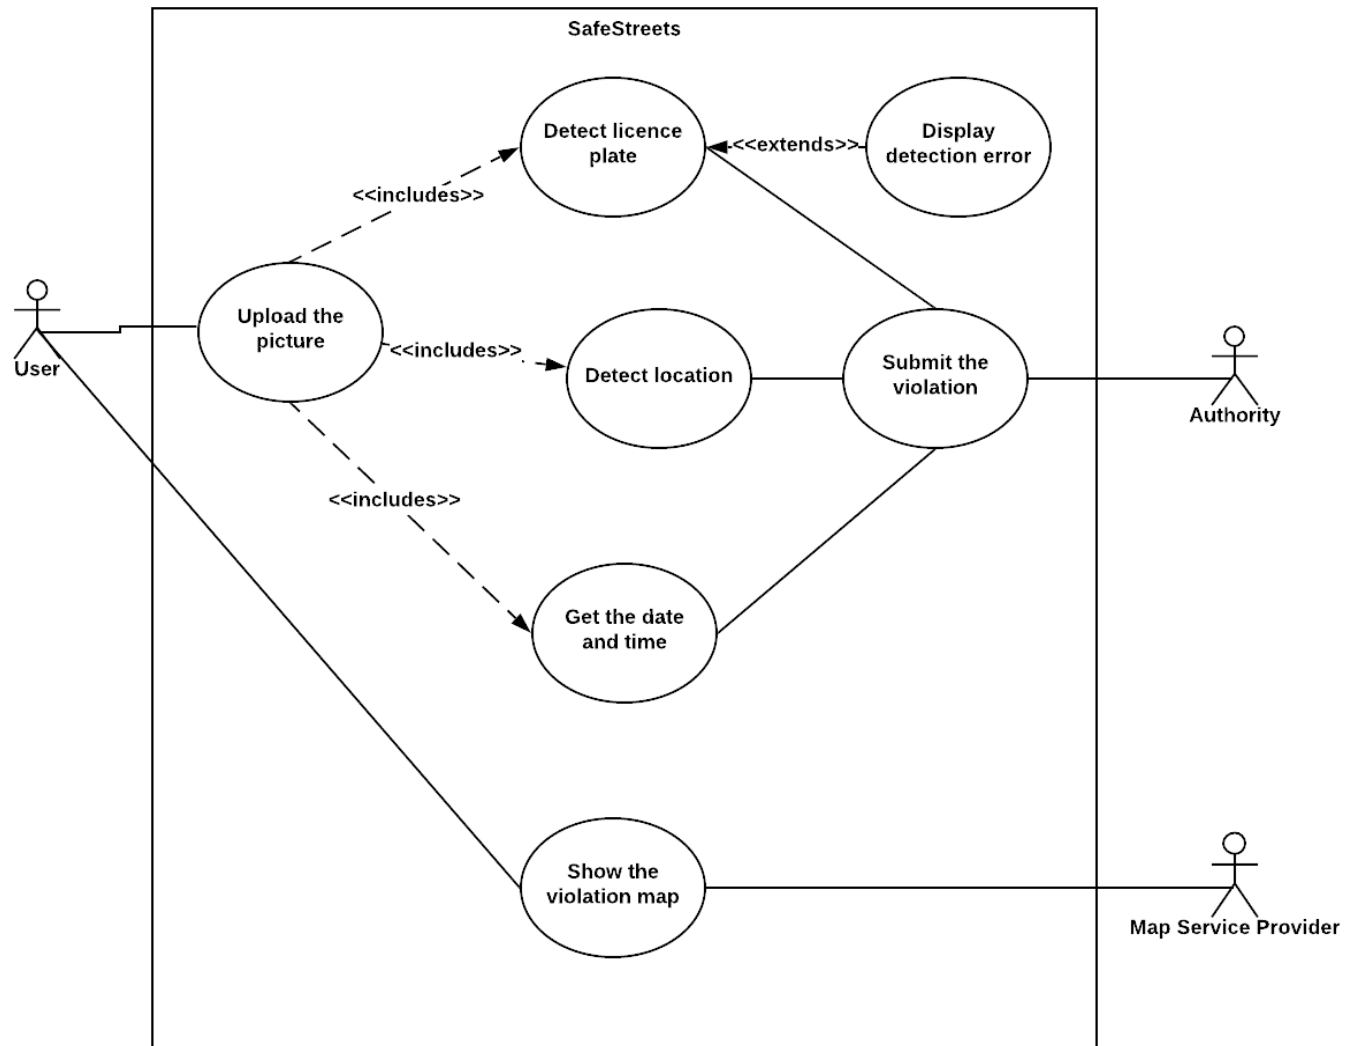 SafeStreets
Detect licence
plate
<<extends>>
Display
detection error
<<includes>>
Upload the
picture
<<includes>>
Detect location
Submit the
violation
User
Authority
<<includes>>
Get the date
and time
Show the
violation map
Map Service Provider